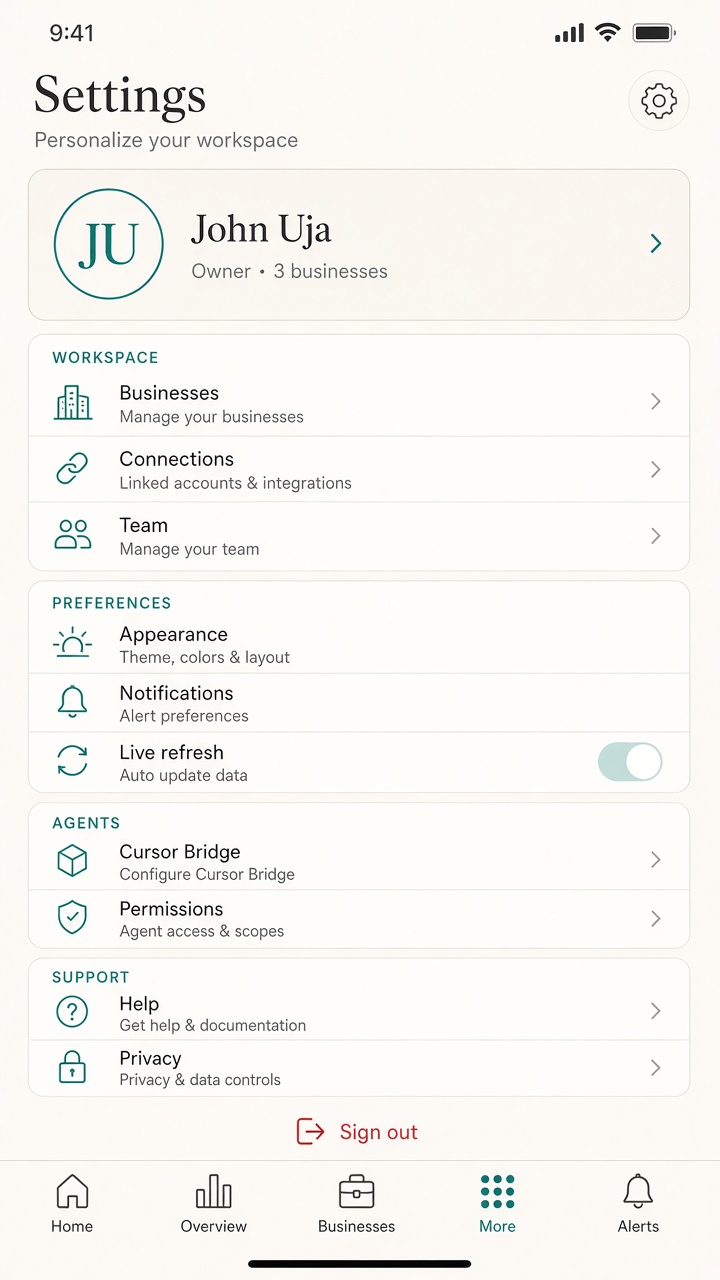 9:41
Settings
Personalize your workspace
JU
John Uja
Owner • 3 businesses
WORKSPACE
Businesses
Manage your businesses
Connections
Linked accounts & integrations
Team
Manage your team
PREFERENCES
Appearance
Theme, colors & layout
Notifications
Alert preferences
Live refresh
Auto update data
AGENTS
Cursor Bridge
Configure Cursor Bridge
Permissions
Agent access & scopes
SUPPORT
Help
Get help & documentation
Privacy
Privacy & data controls
Sign out
Home Overview Businesses More Alerts